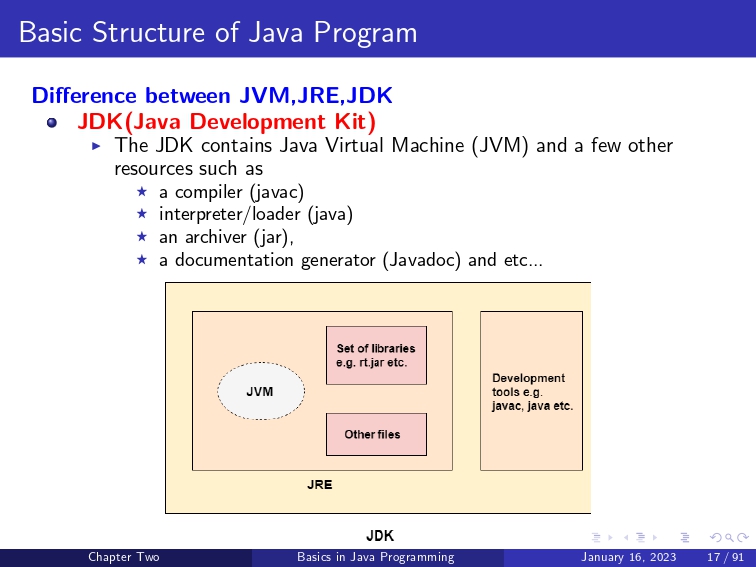 Basic Structure of Java Program
Difference between JVM,JRE,JDK
JDK(Java Development Kit)
The JDK contains Java Virtual Machine (JVM) and a few other
resources such as
a compiler (javac)
interpreter/loader (java)
an archiver (jar),
a documentation generator (Javadoc) and etc...
Set of libraries
e.g. rt.jar etc.
JVM
Development
tools e.g.
javac, java etc.
Other files
JRE
JDK
Chapter Two
Basics in Java Programming
January 16, 2023
17 / 91